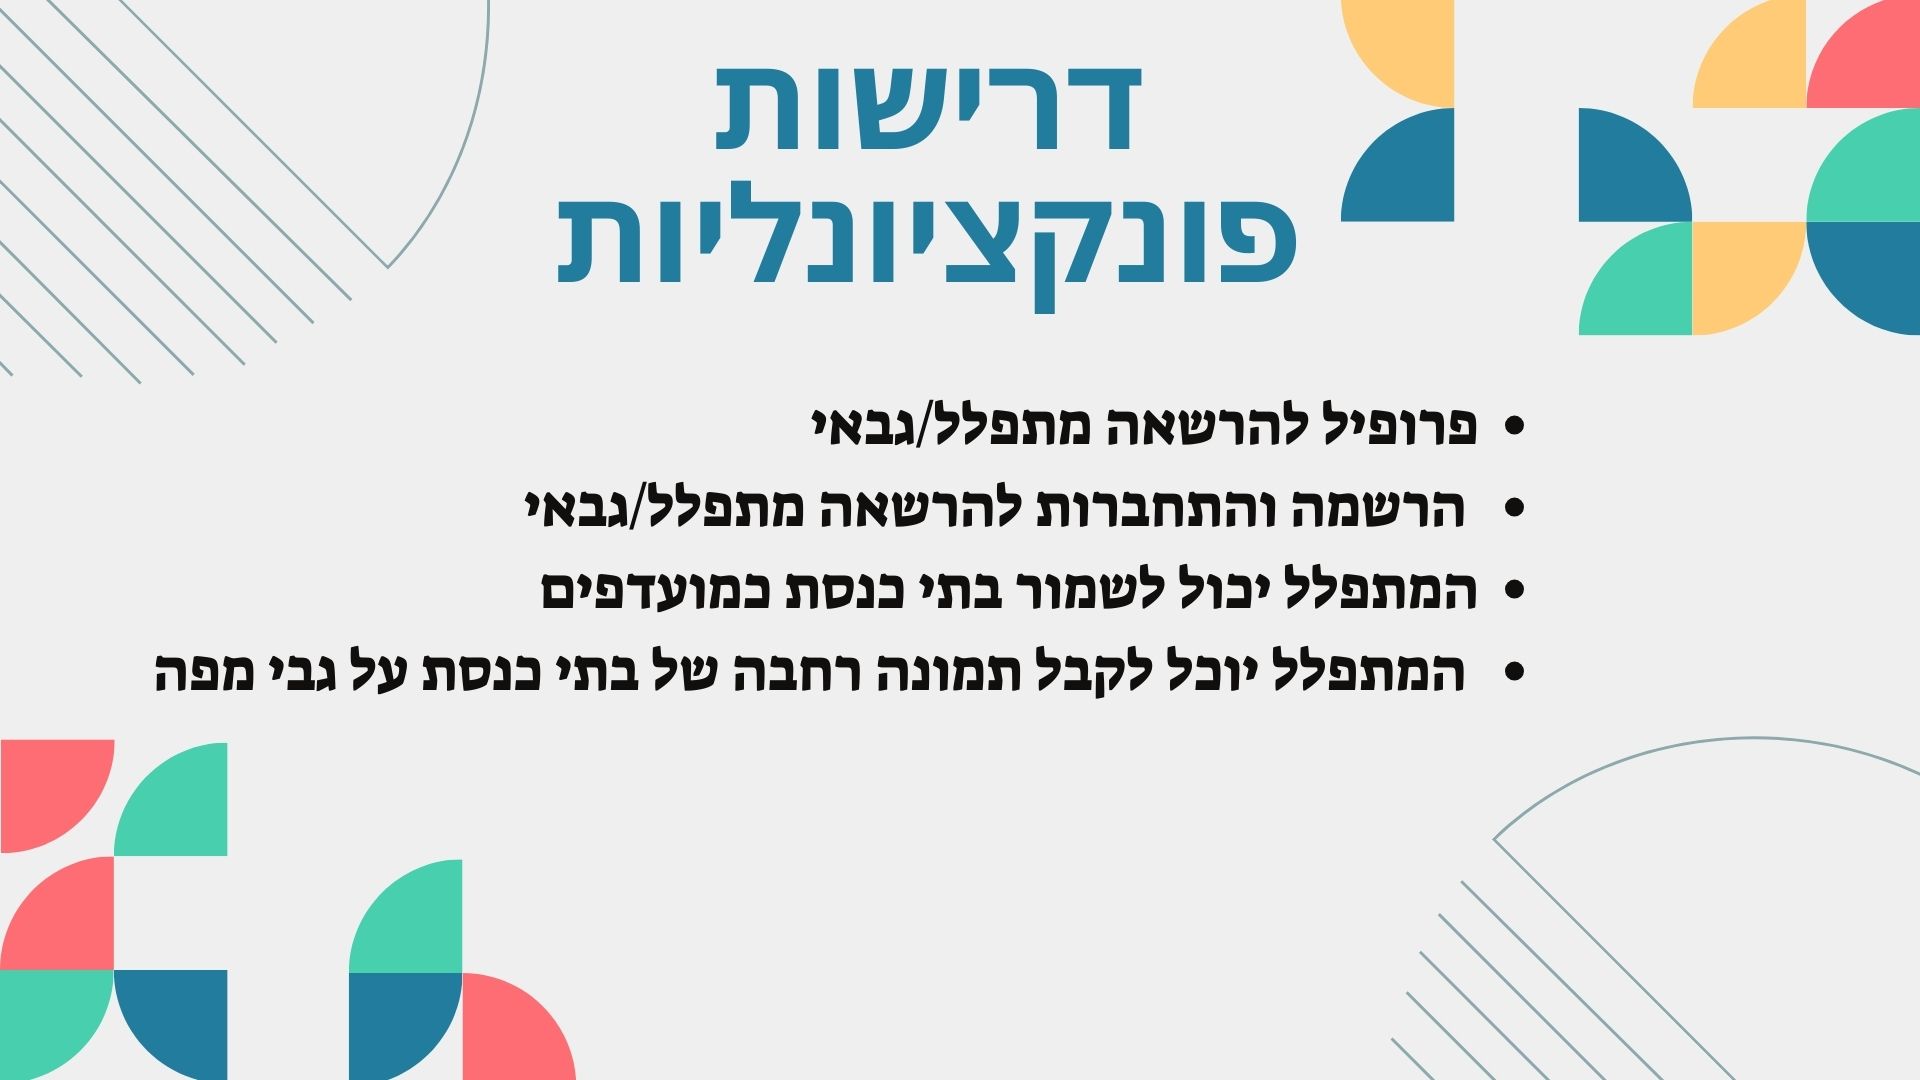 דרישות
פונקציונליות
• פרופיל להרשאה מתפלל/גבאי
• הרשמה והתחברות להרשאה מתפלל/גבאי
• המתפלל יכול לשמור בתי כנסת כמועדפים
• המתפלל יוכל לקבל תמונה רחבה של בתי כנסת על גבי מפה